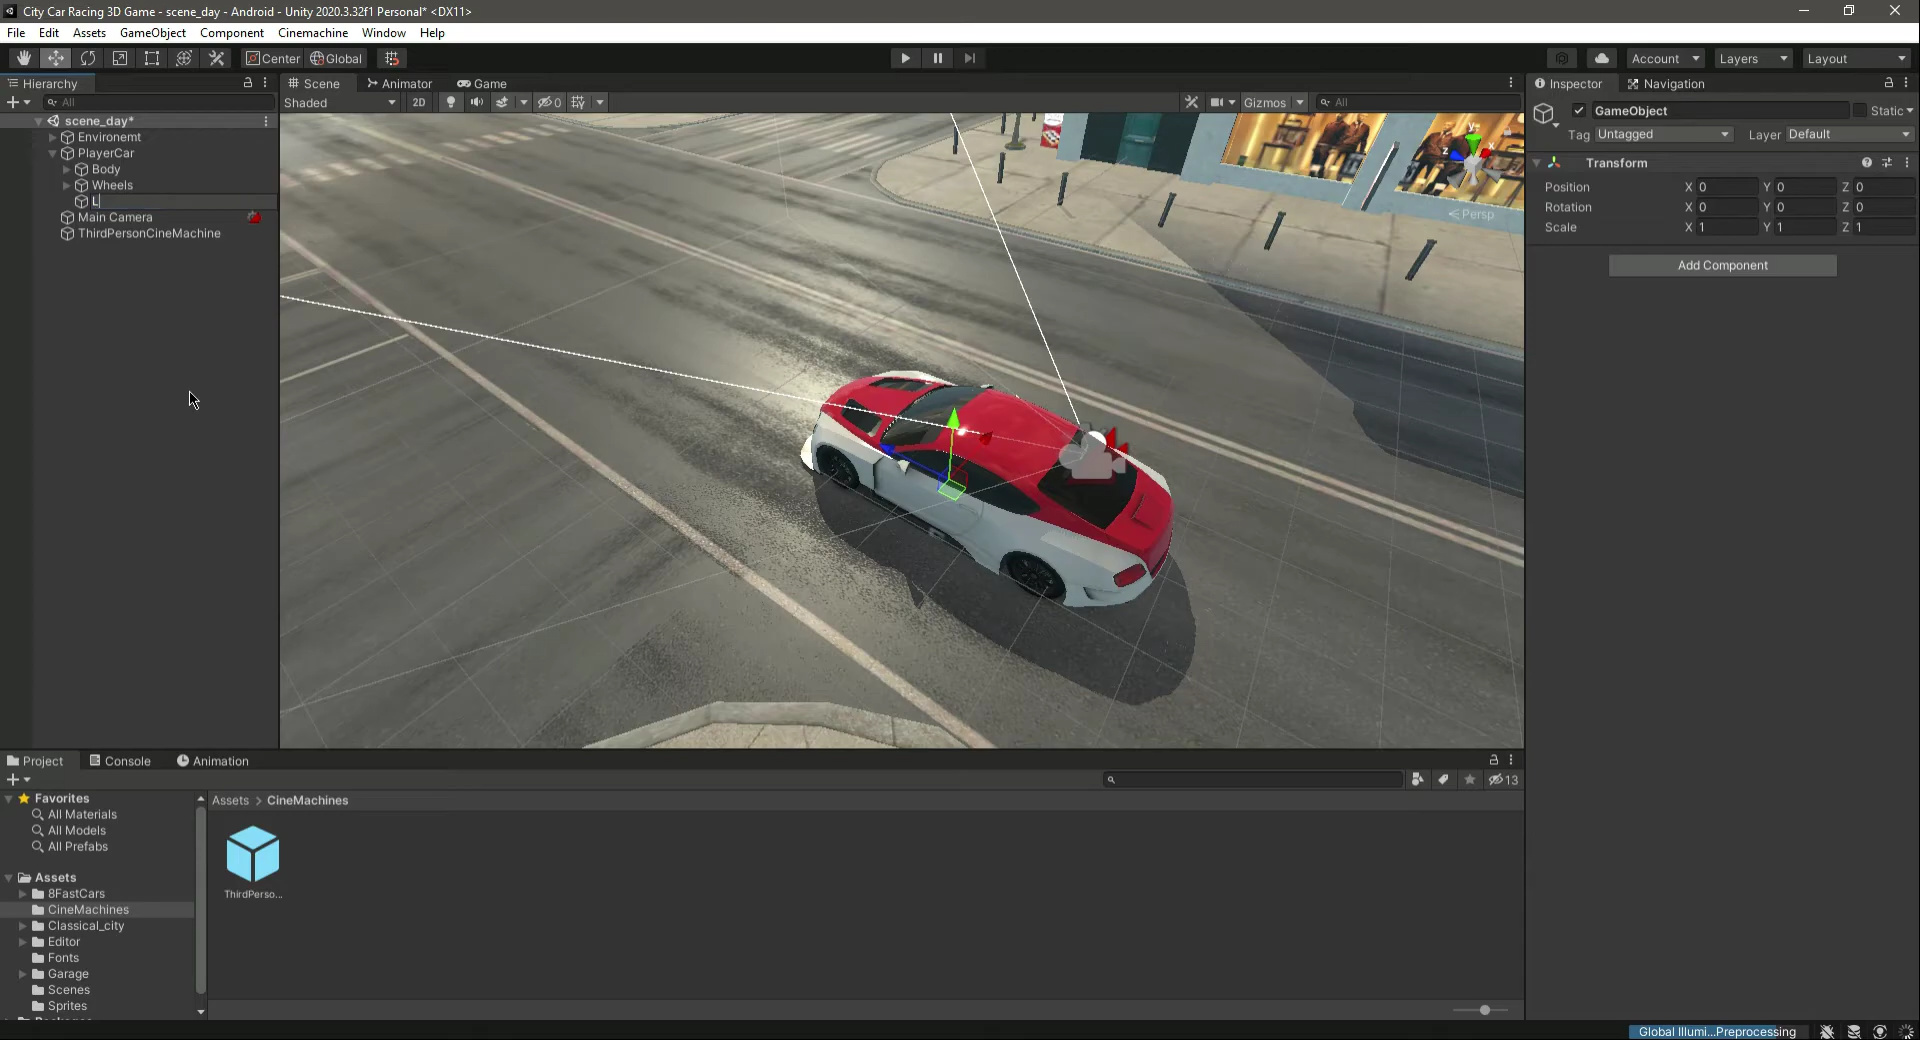 City Car Racing 3D Game - scene_day - Android - Unity 2020.3.32f1 Personal* <DX11>
File Edit Assets GameObject Component Cinemachine Window Help
Center Global Account Layers Layout
Hierarchy Scene Animator Game Inspector Navigation
All Shaded 2D 0 Gizmos All
GameObject Static
Tag Untagged Layer Default
scene_day*
Environemt
PlayerCar
Body
Wheels
L
Main Camera
ThirdPersonCineMachine
y
x
z
Persp
Transform
Position X 0 Y 0 Z 0
Rotation X 0 Y 0 Z 0
Scale X 1 Y 1 Z 1
Add Component
Project Console Animation
13
Favorites
All Materials
All Models
All Prefabs
Assets
8FastCars
CineMachines
Classical_city
Editor
Fonts
Garage
Scenes
Sprites
Assets > CineMachines
ThirdPerso...
Global Illumi...Preprocessing